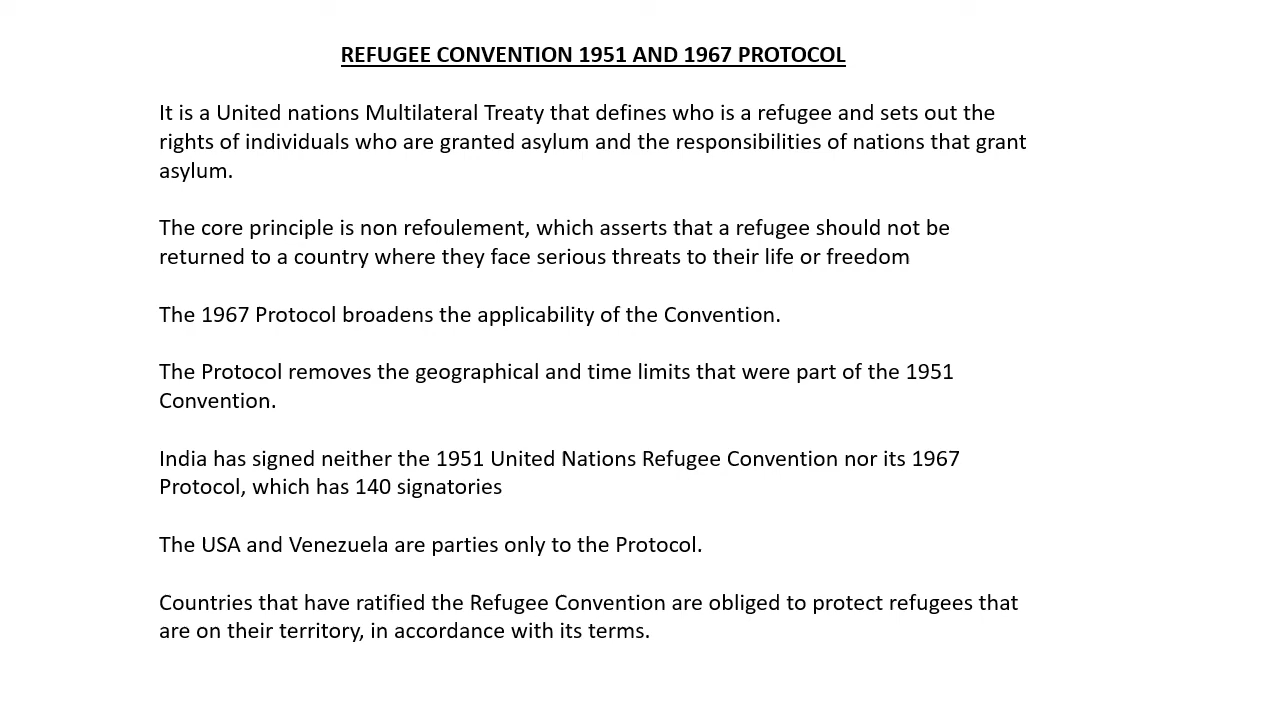 REFUGEE CONVENTION 1951 AND 1967 PROTOCOL
It is a United nations Multilateral Treaty that defines who is a refugee and sets out the
rights of individuals who are granted asylum and the responsibilities of nations that grant
asylum.
The core principle is non refoulement, which asserts that a refugee should not be
returned to a country where they face serious threats to their life or freedom
The 1967 Protocol broadens the applicability of the Convention.
The Protocol removes the geographical and time limits that were part of the 1951
Convention.
India has signed neither the 1951 United Nations Refugee Convention nor its 1967
Protocol, which has 140 signatories
The USA and Venezuela are parties only to the Protocol.
Countries that have ratified the Refugee Convention are obliged to protect refugees that
are on their territory, in accordance with its terms.